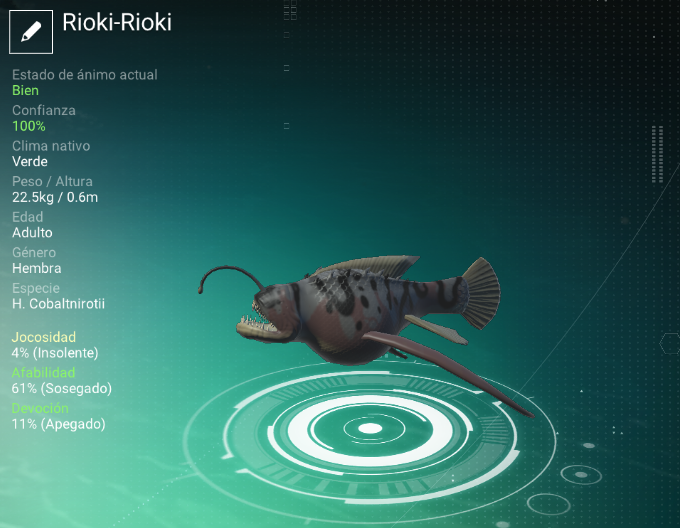 Rioki-Rioki
Estado de ánimo actual
Bien
Confianza
100%
Clima nativo
Verde
Peso / Altura
22.5kg / 0.6m
Edad
Adulto
Género
Hembra
Especie
H. Cobaltnirotii
Jocosidad
4% (Insolente)
Afabilidad
61% (Sosegado)
Devoción
11% (Apegado)